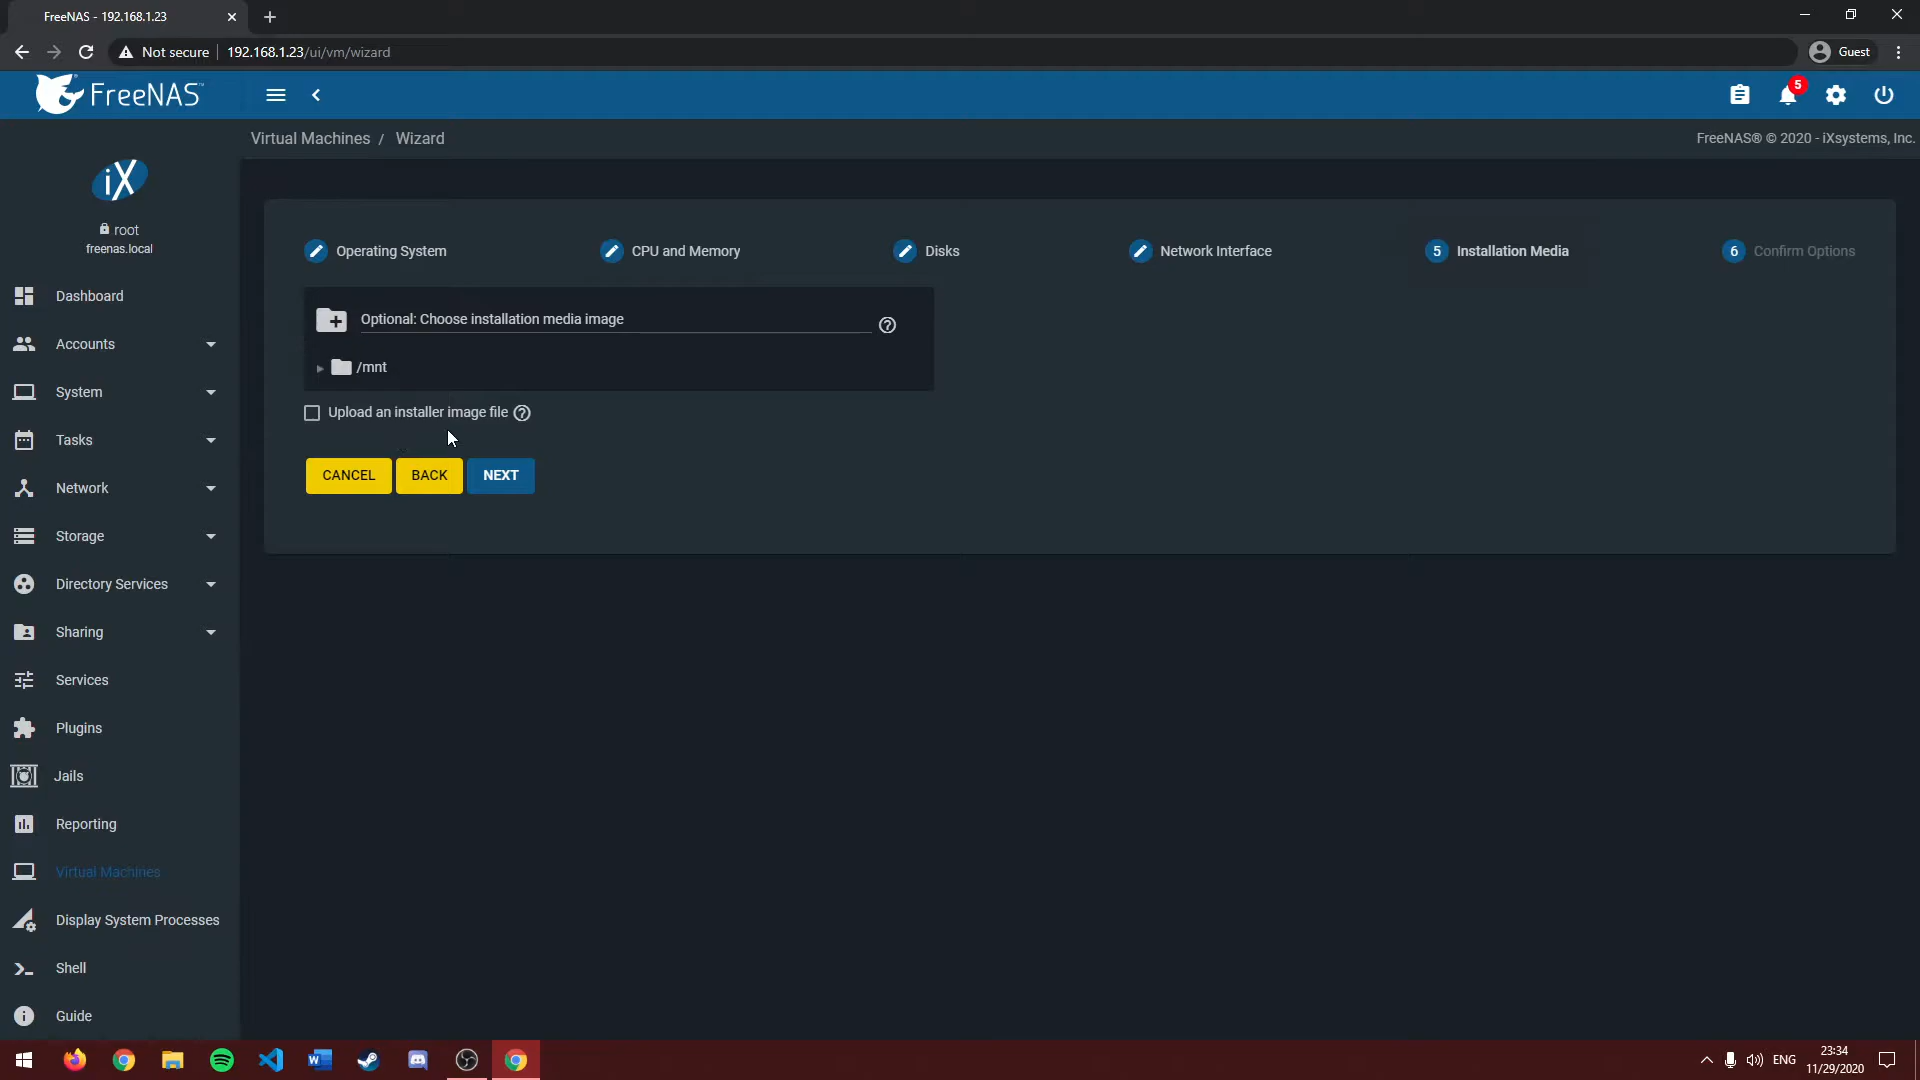 FreeNAS - 192.168.1.23
Not secure
192.168.1.23/ui/vm/wizard
Guest
FreeNAS™
5
Virtual Machines / Wizard
FreeNAS® © 2020 - iXsystems, Inc.
iX
root
freenas.local
Dashboard
Accounts
System
Tasks
Network
Storage
Directory Services
Sharing
Services
Plugins
Jails
Reporting
Virtual Machines
Display System Processes
Shell
Guide
Operating System
CPU and Memory
Disks
Network Interface
5 Installation Media
6 Confirm Options
Optional: Choose installation media image
/mnt
Upload an installer image file
CANCEL
BACK
NEXT
ENG
23:34
11/29/2020